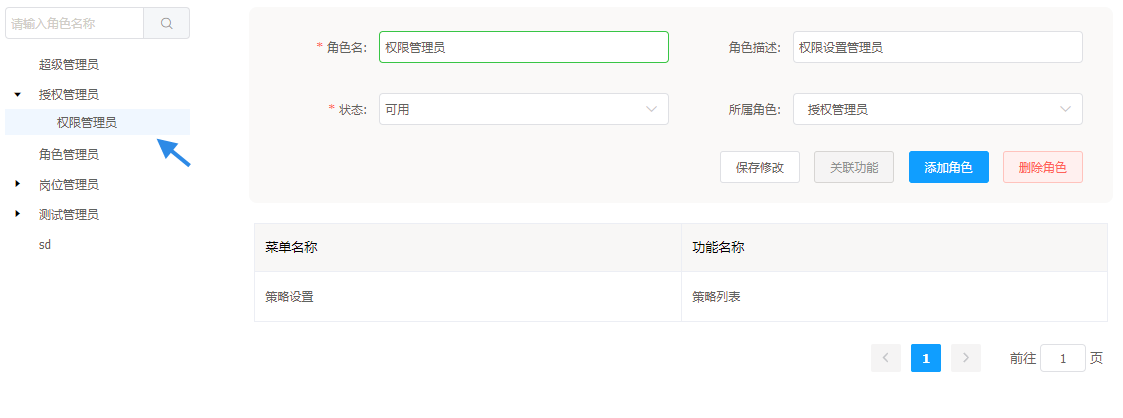 请输入角色名称
超级管理员
授权管理员
权限管理员
角色管理员
岗位管理员
测试管理员
sd
* 角色名: 权限管理员 角色描述: 权限设置管理员
* 状态: 可用 所属角色: 授权管理员
保存修改 关联功能 添加角色 删除角色
菜单名称 功能名称
策略设置 策略列表
1 前往 1 页